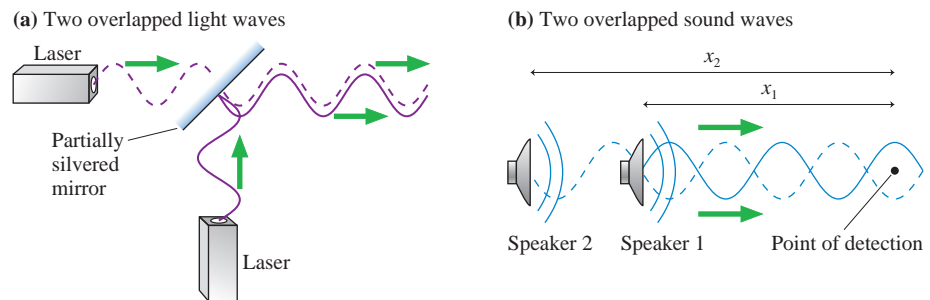 (a) Two overlapped light waves
Laser
Partially
silvered
mirror
Laser
(b) Two overlapped sound waves
x₂
x₁
Speaker 2
Speaker 1
Point of detection